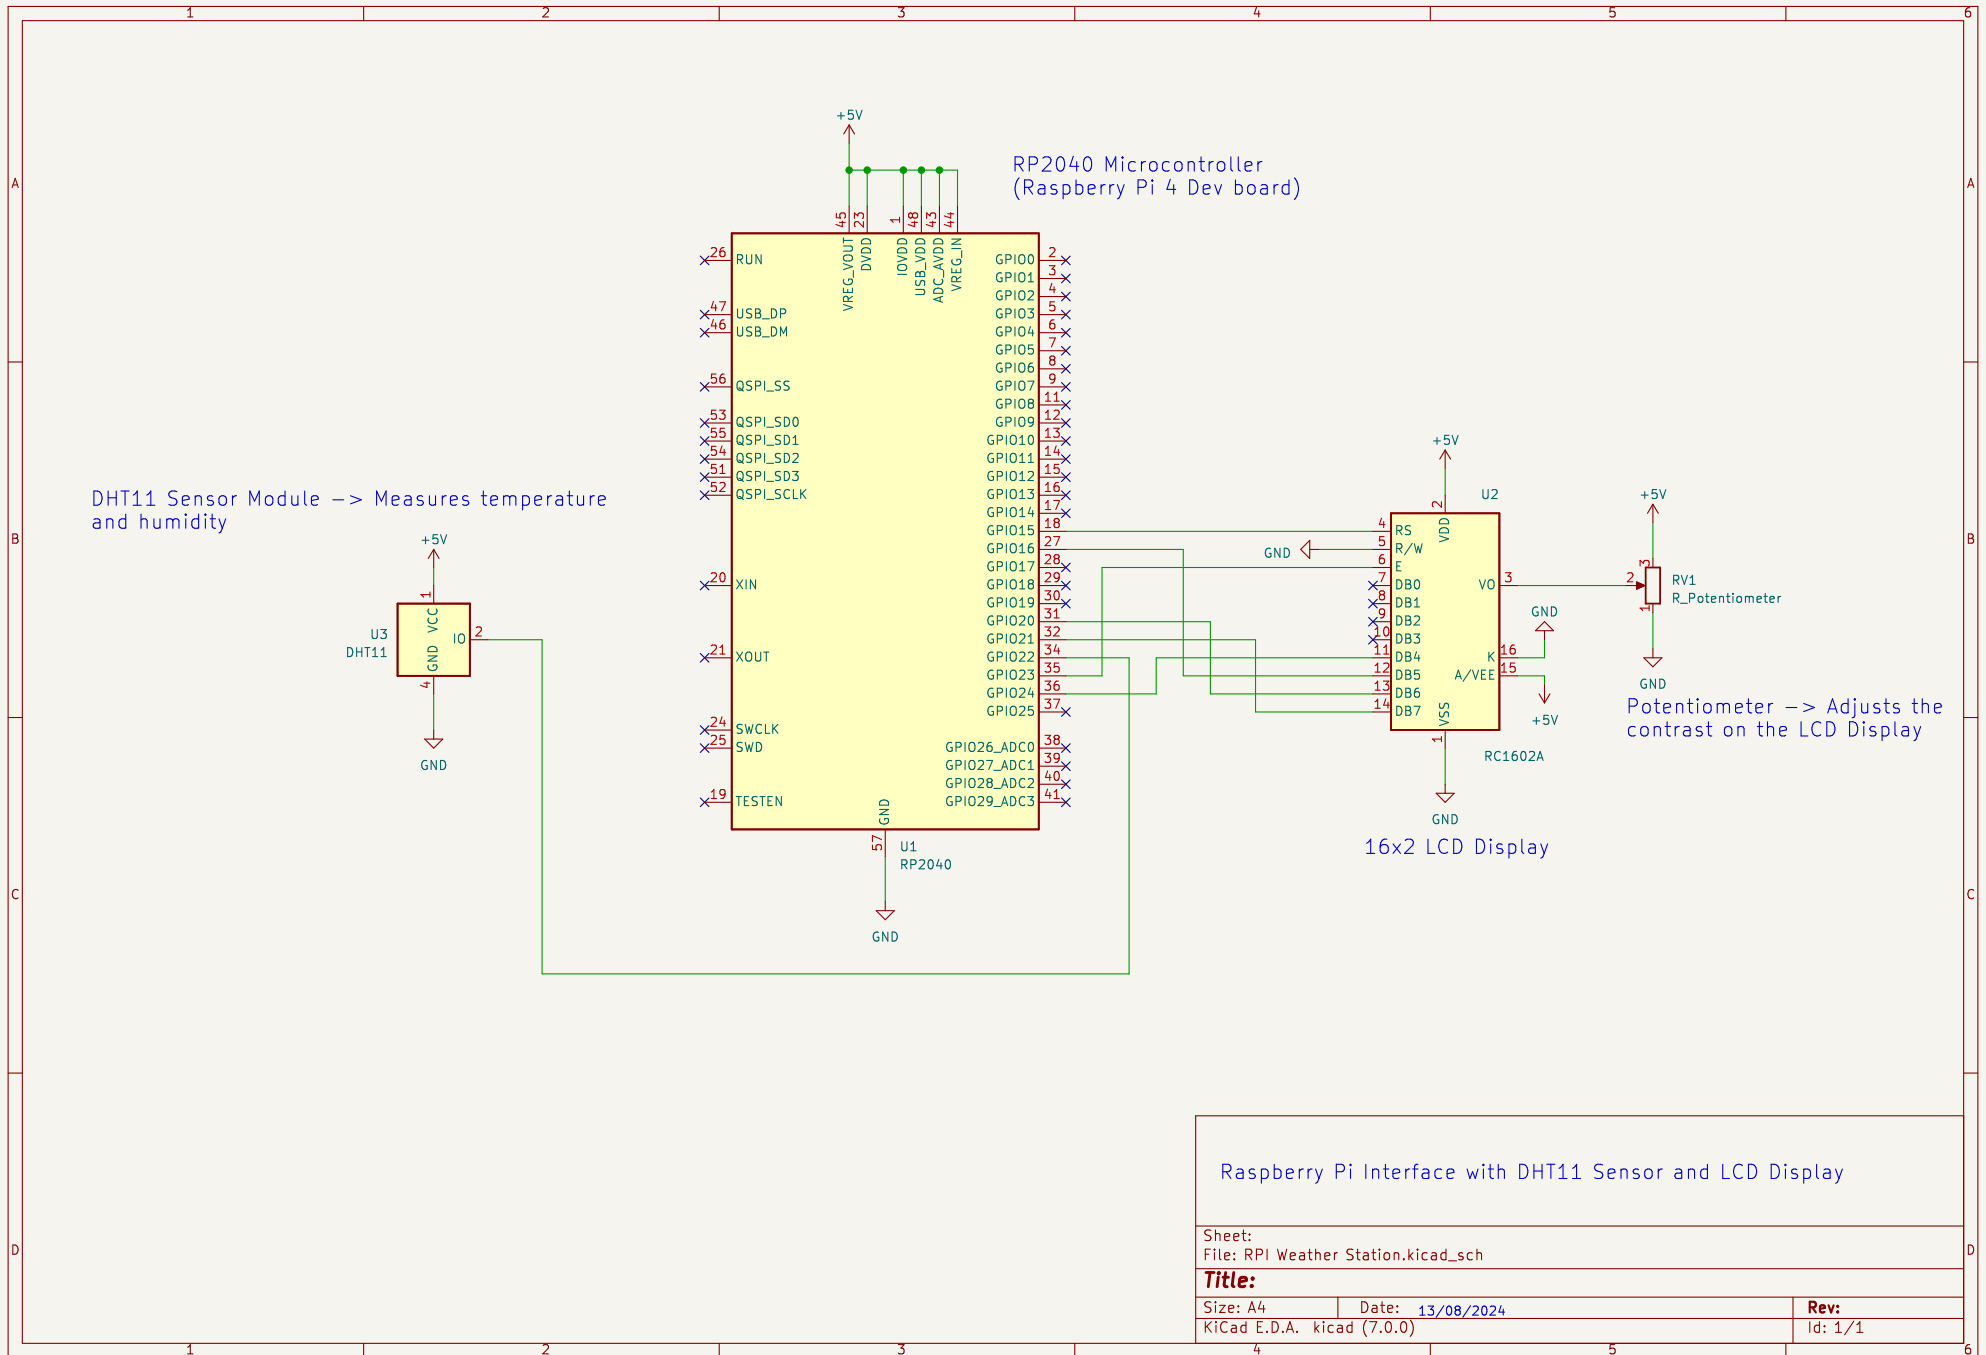 1 2 3 4 5 6
A A
B B
C C
D D
1 2 3 4 5 6
+5V
RP2040 Microcontroller
(Raspberry Pi 4 Dev board)
45 23 1 48 43 44
VREG_VOUT DVDD IOVDD USB_VDD ADC_AVDD VREG_IN
26 RUN
47 USB_DP
46 USB_DM
56 QSPI_SS
53 QSPI_SD0
55 QSPI_SD1
54 QSPI_SD2
51 QSPI_SD3
52 QSPI_SCLK
20 XIN
21 XOUT
24 SWCLK
25 SWD
19 TESTEN
GPIO0 2
GPIO1 3
GPIO2 4
GPIO3 5
GPIO4 6
GPIO5 7
GPIO6 8
GPIO7 9
GPIO8 11
GPIO9 12
GPIO10 13
GPIO11 14
GPIO12 15
GPIO13 16
GPIO14 17
GPIO15 18
GPIO16 27
GPIO17 28
GPIO18 29
GPIO19 30
GPIO20 31
GPIO21 32
GPIO22 34
GPIO23 35
GPIO24 36
GPIO25 37
GPIO26_ADC0 38
GPIO27_ADC1 39
GPIO28_ADC2 40
GPIO29_ADC3 41
GND
57
U1
RP2040
GND
DHT11 Sensor Module -> Measures temperature
and humidity
+5V
1
VCC
U3
DHT11
IO 2
GND
4
GND
+5V
U2
2
VDD
4 RS
GND 5 R/W
6 E
7 DB0
8 DB1
9 DB2
10 DB3
11 DB4
12 DB5
13 DB6
14 DB7
VO 3
K 16
A/VEE 15
GND
+5V
VSS
1
RC1602A
GND
16x2 LCD Display
+5V
3
2
1
RV1
R_Potentiometer
GND
Potentiometer -> Adjusts the
contrast on the LCD Display
Raspberry Pi Interface with DHT11 Sensor and LCD Display
Sheet:
File: RPI Weather Station.kicad_sch
Title:
Size: A4 Date: 13/08/2024 Rev:
KiCad E.D.A. kicad (7.0.0) Id: 1/1